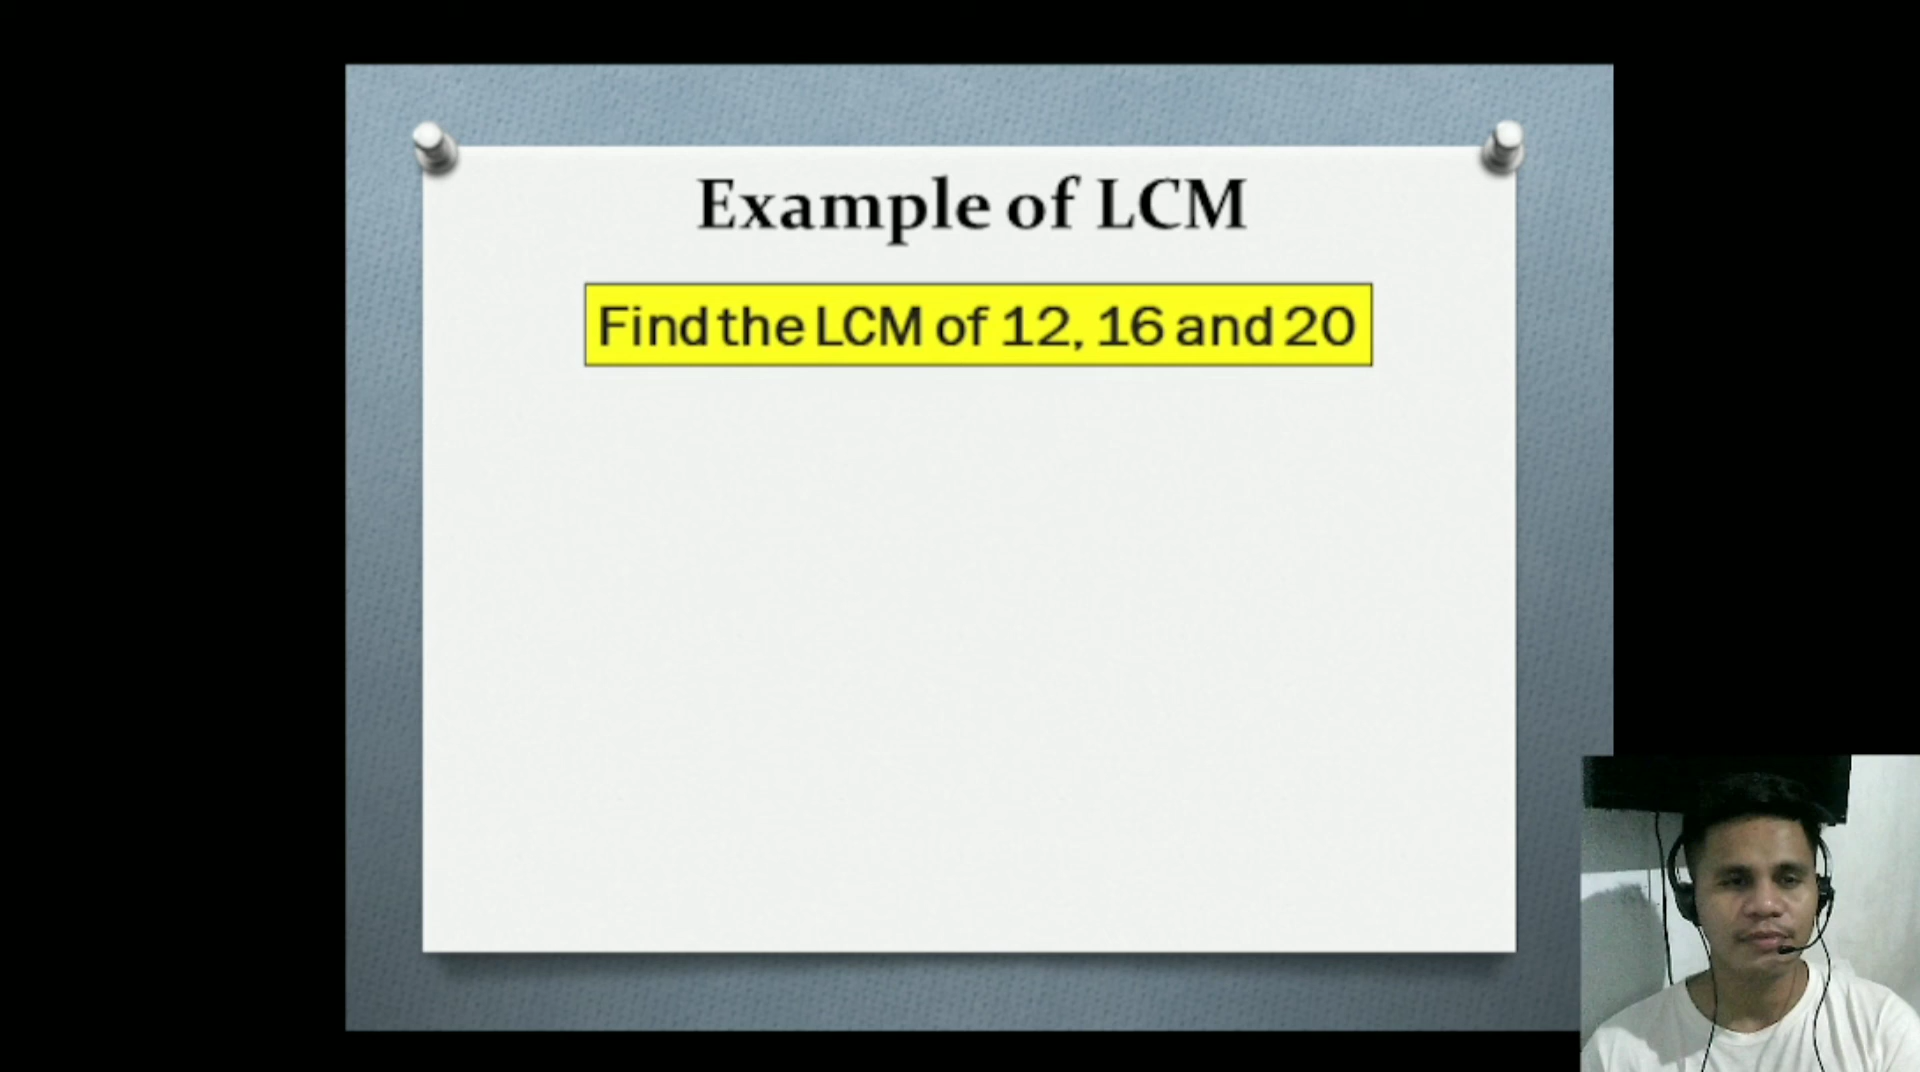 Example of LCM
Find the LCM of 12, 16 and 20